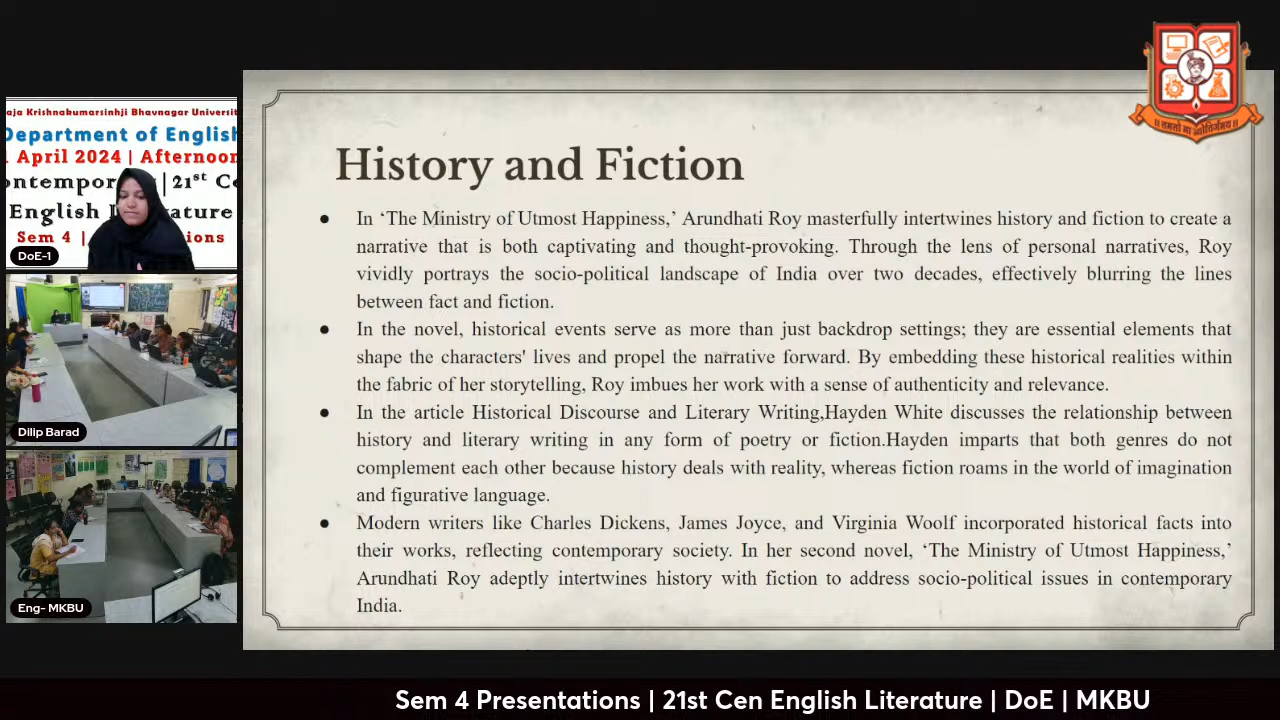 aja Krishnakumarsinhji Bhavnagar Universit
Department of English
1 April 2024 | Afternoon
ontempor | 21st Ce
English rature
Sem 4 | ions
DoE-1
Dilip Barad
Eng- MKBU
History and Fiction
● In ‘The Ministry of Utmost Happiness,’ Arundhati Roy masterfully intertwines history and fiction to create a
narrative that is both captivating and thought-provoking. Through the lens of personal narratives, Roy
vividly portrays the socio-political landscape of India over two decades, effectively blurring the lines
between fact and fiction.
● In the novel, historical events serve as more than just backdrop settings; they are essential elements that
shape the characters' lives and propel the narrative forward. By embedding these historical realities within
the fabric of her storytelling, Roy imbues her work with a sense of authenticity and relevance.
● In the article Historical Discourse and Literary Writing,Hayden White discusses the relationship between
history and literary writing in any form of poetry or fiction.Hayden imparts that both genres do not
complement each other because history deals with reality, whereas fiction roams in the world of imagination
and figurative language.
● Modern writers like Charles Dickens, James Joyce, and Virginia Woolf incorporated historical facts into
their works, reflecting contemporary society. In her second novel, ‘The Ministry of Utmost Happiness,’
Arundhati Roy adeptly intertwines history with fiction to address socio-political issues in contemporary
India.
॥ तमसो मा ज्योतिर्गमय ॥
Sem 4 Presentations | 21st Cen English Literature | DoE | MKBU